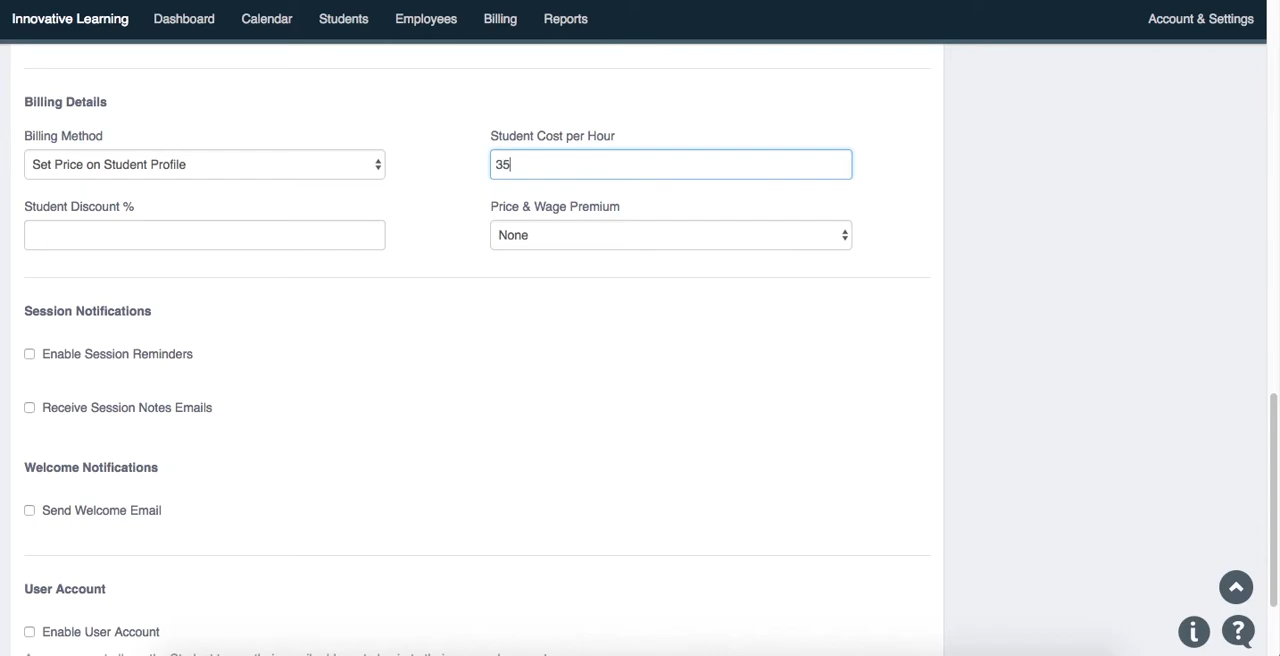 Innovative Learning Dashboard Calendar Students Employees Billing Reports Account & Settings
Billing Details
Billing Method Student Cost per Hour
Set Price on Student Profile 35
Student Discount % Price & Wage Premium
None
Session Notifications
Enable Session Reminders
Receive Session Notes Emails
Welcome Notifications
Send Welcome Email
User Account
Enable User Account